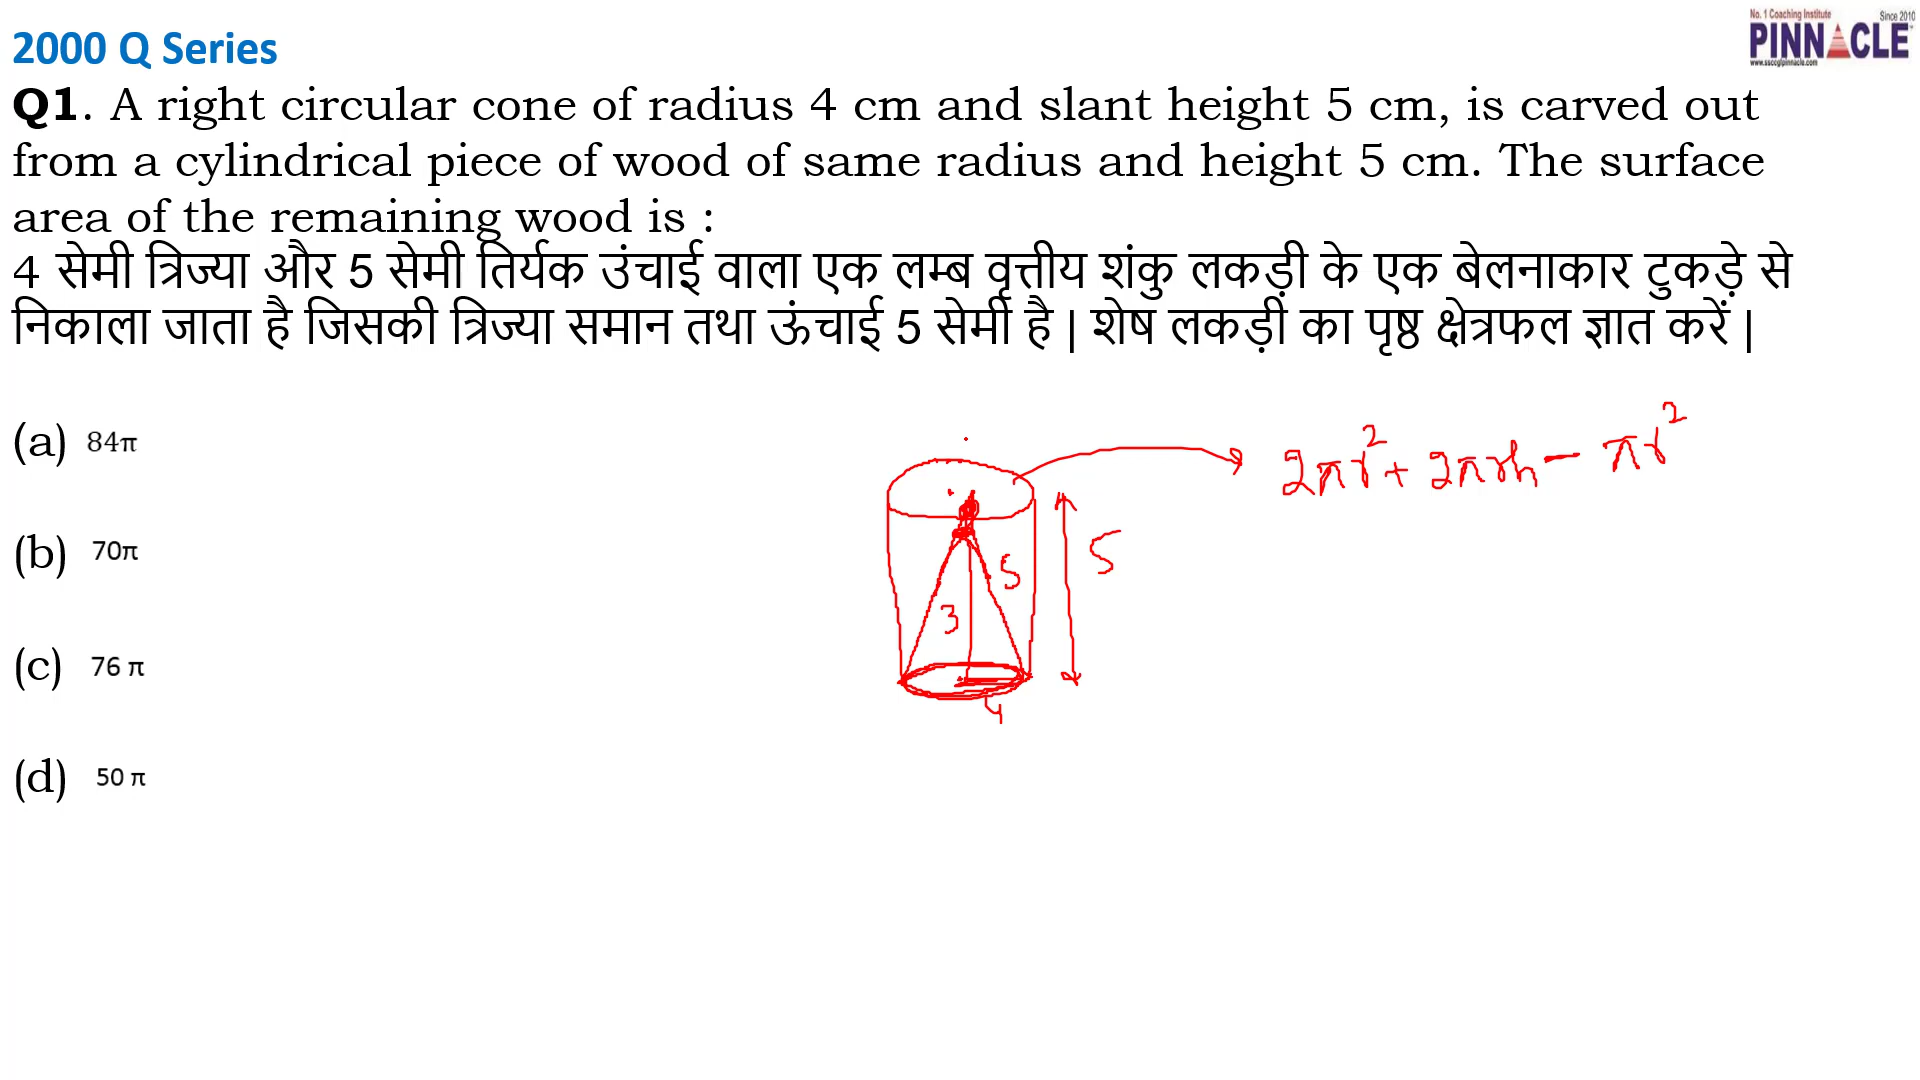 No. 1 Coaching Institute Since 2010
PINNACLE
www.ssccglpinnacle.com
2000 Q Series
Q1. A right circular cone of radius 4 cm and slant height 5 cm, is carved out
from a cylindrical piece of wood of same radius and height 5 cm. The surface
area of the remaining wood is :
4 सेमी त्रिज्या और 5 सेमी तिर्यक उंचाई वाला एक लम्ब वृत्तीय शंकु लकड़ी के एक बेलनाकार टुकड़े से
निकाला जाता है जिसकी त्रिज्या समान तथा ऊंचाई 5 सेमी है | शेष लकड़ी का पृष्ठ क्षेत्रफल ज्ञात करें |
(a) 84π
2πr² + 2πrh − πr²
(b) 70π
5
5
3
(c) 76 π
4
(d) 50 π